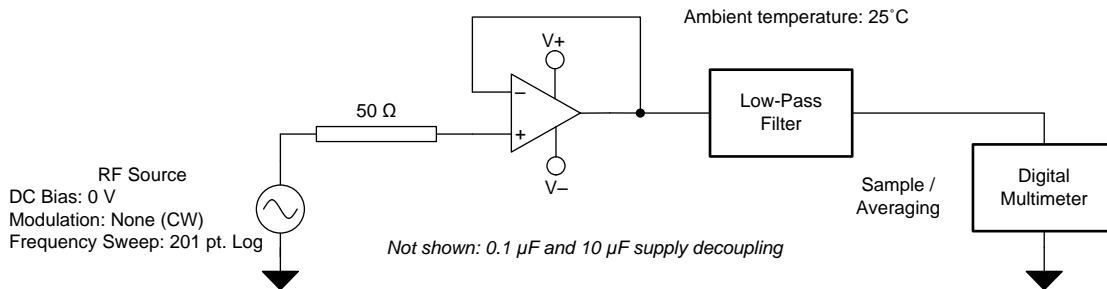 Ambient temperature: 25˚C
V+
–
50 Ω
+
Low-Pass
Filter
V–
RF Source
DC Bias: 0 V
Modulation: None (CW)
Frequency Sweep: 201 pt. Log
Sample /
Averaging
Digital
Multimeter
Not shown: 0.1 µF and 10 µF supply decoupling